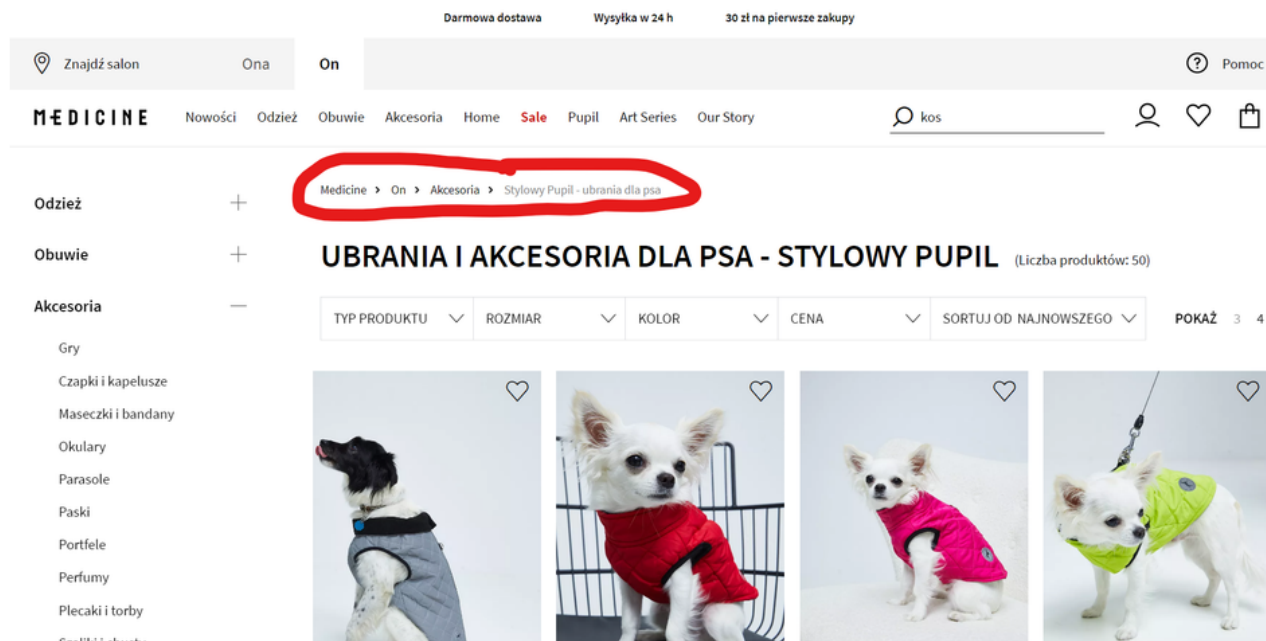 Darmowa dostawa Wysyłka w 24 h 30 zł na pierwsze zakupy
Znajdź salon Ona On Pomoc
MEDICINE Nowości Odzież Obuwie Akcesoria Home Sale Pupil Art Series Our Story kos
Medicine > On > Akcesoria > Stylowy Pupil - ubrania dla psa
Odzież
Obuwie
UBRANIA I AKCESORIA DLA PSA - STYLOWY PUPIL (Liczba produktów: 50)
Akcesoria
TYP PRODUKTU ROZMIAR KOLOR CENA SORTUJ OD NAJNOWSZEGO POKAŻ 3 4
Gry
Czapki i kapelusze
Maseczki i bandany
Okulary
Parasole
Paski
Portfele
Perfumy
Plecaki i torby